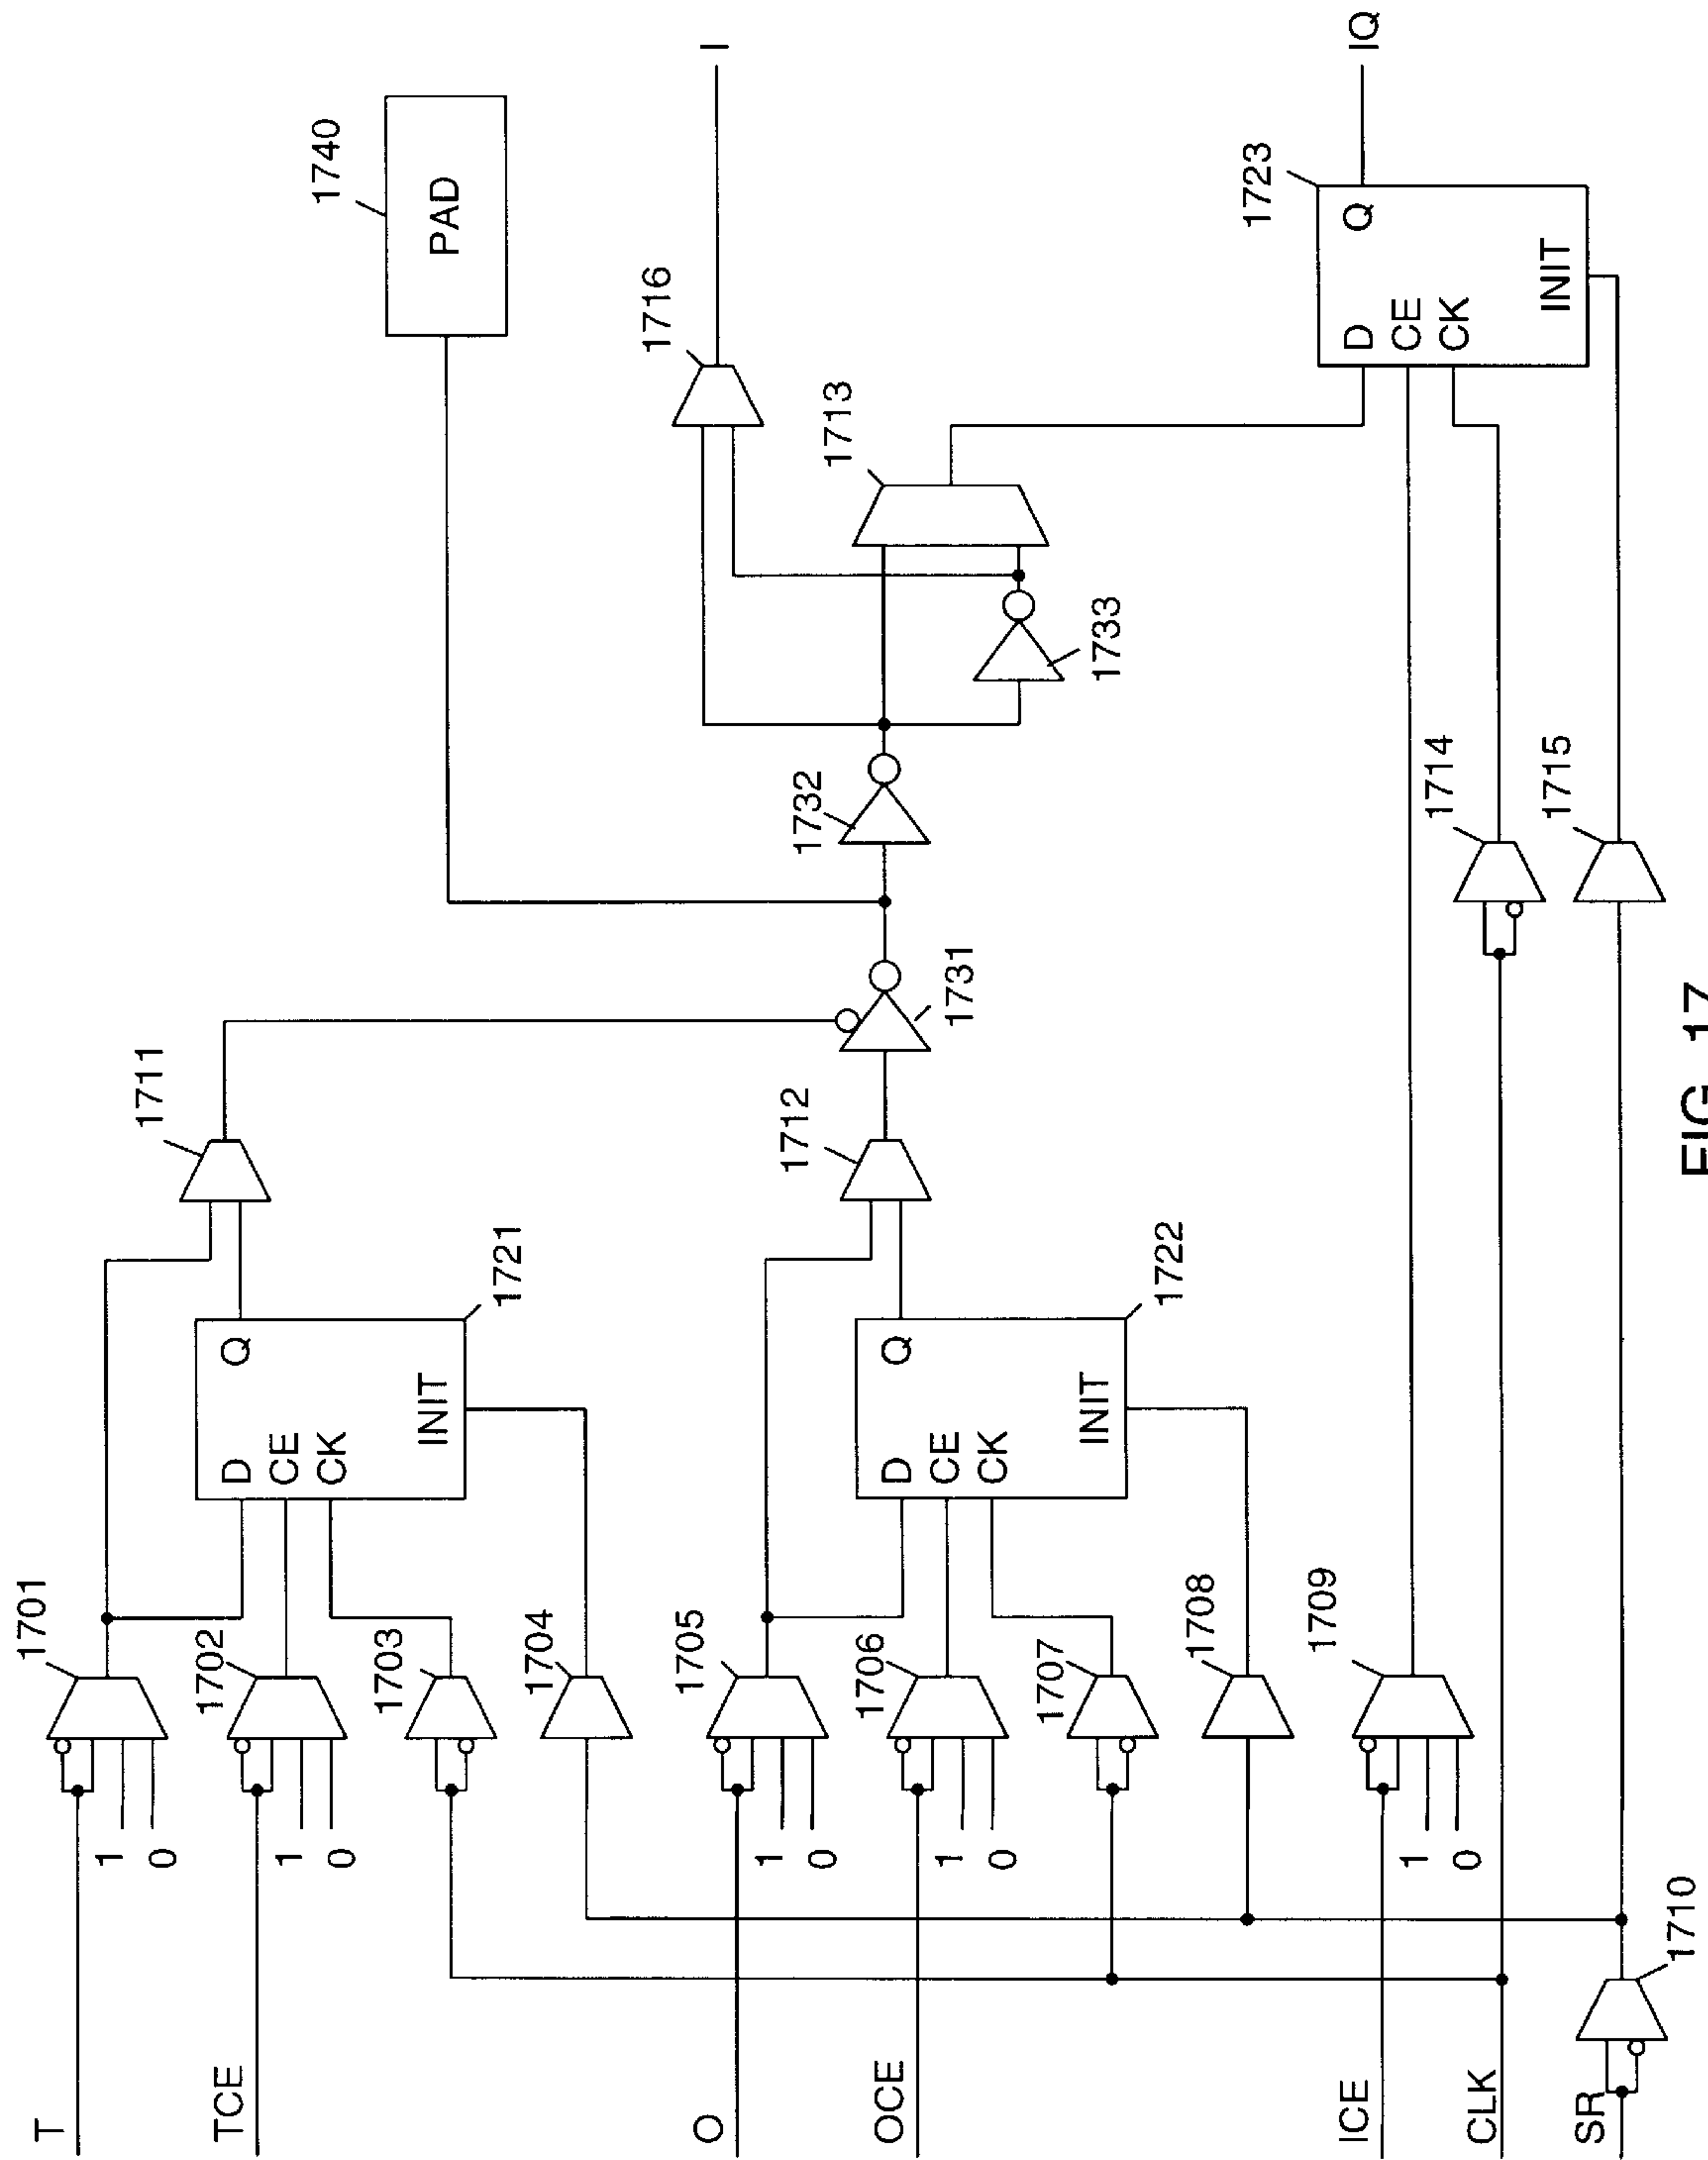 T
TCE
O
OCE
ICE
CLK
SR
1701
1
0
1702
1
0
1703
1704
1705
1
0
1706
1
0
1707
1708
1709
1
0
1710
D
CE
CK
Q
INIT
1721
D
CE
CK
Q
INIT
1722
1711
1712
1731
1732
1733
1713
1716
1714
1715
PAD
1740
D
CE
CK
Q
INIT
1723
I
IQ
FIG. 17